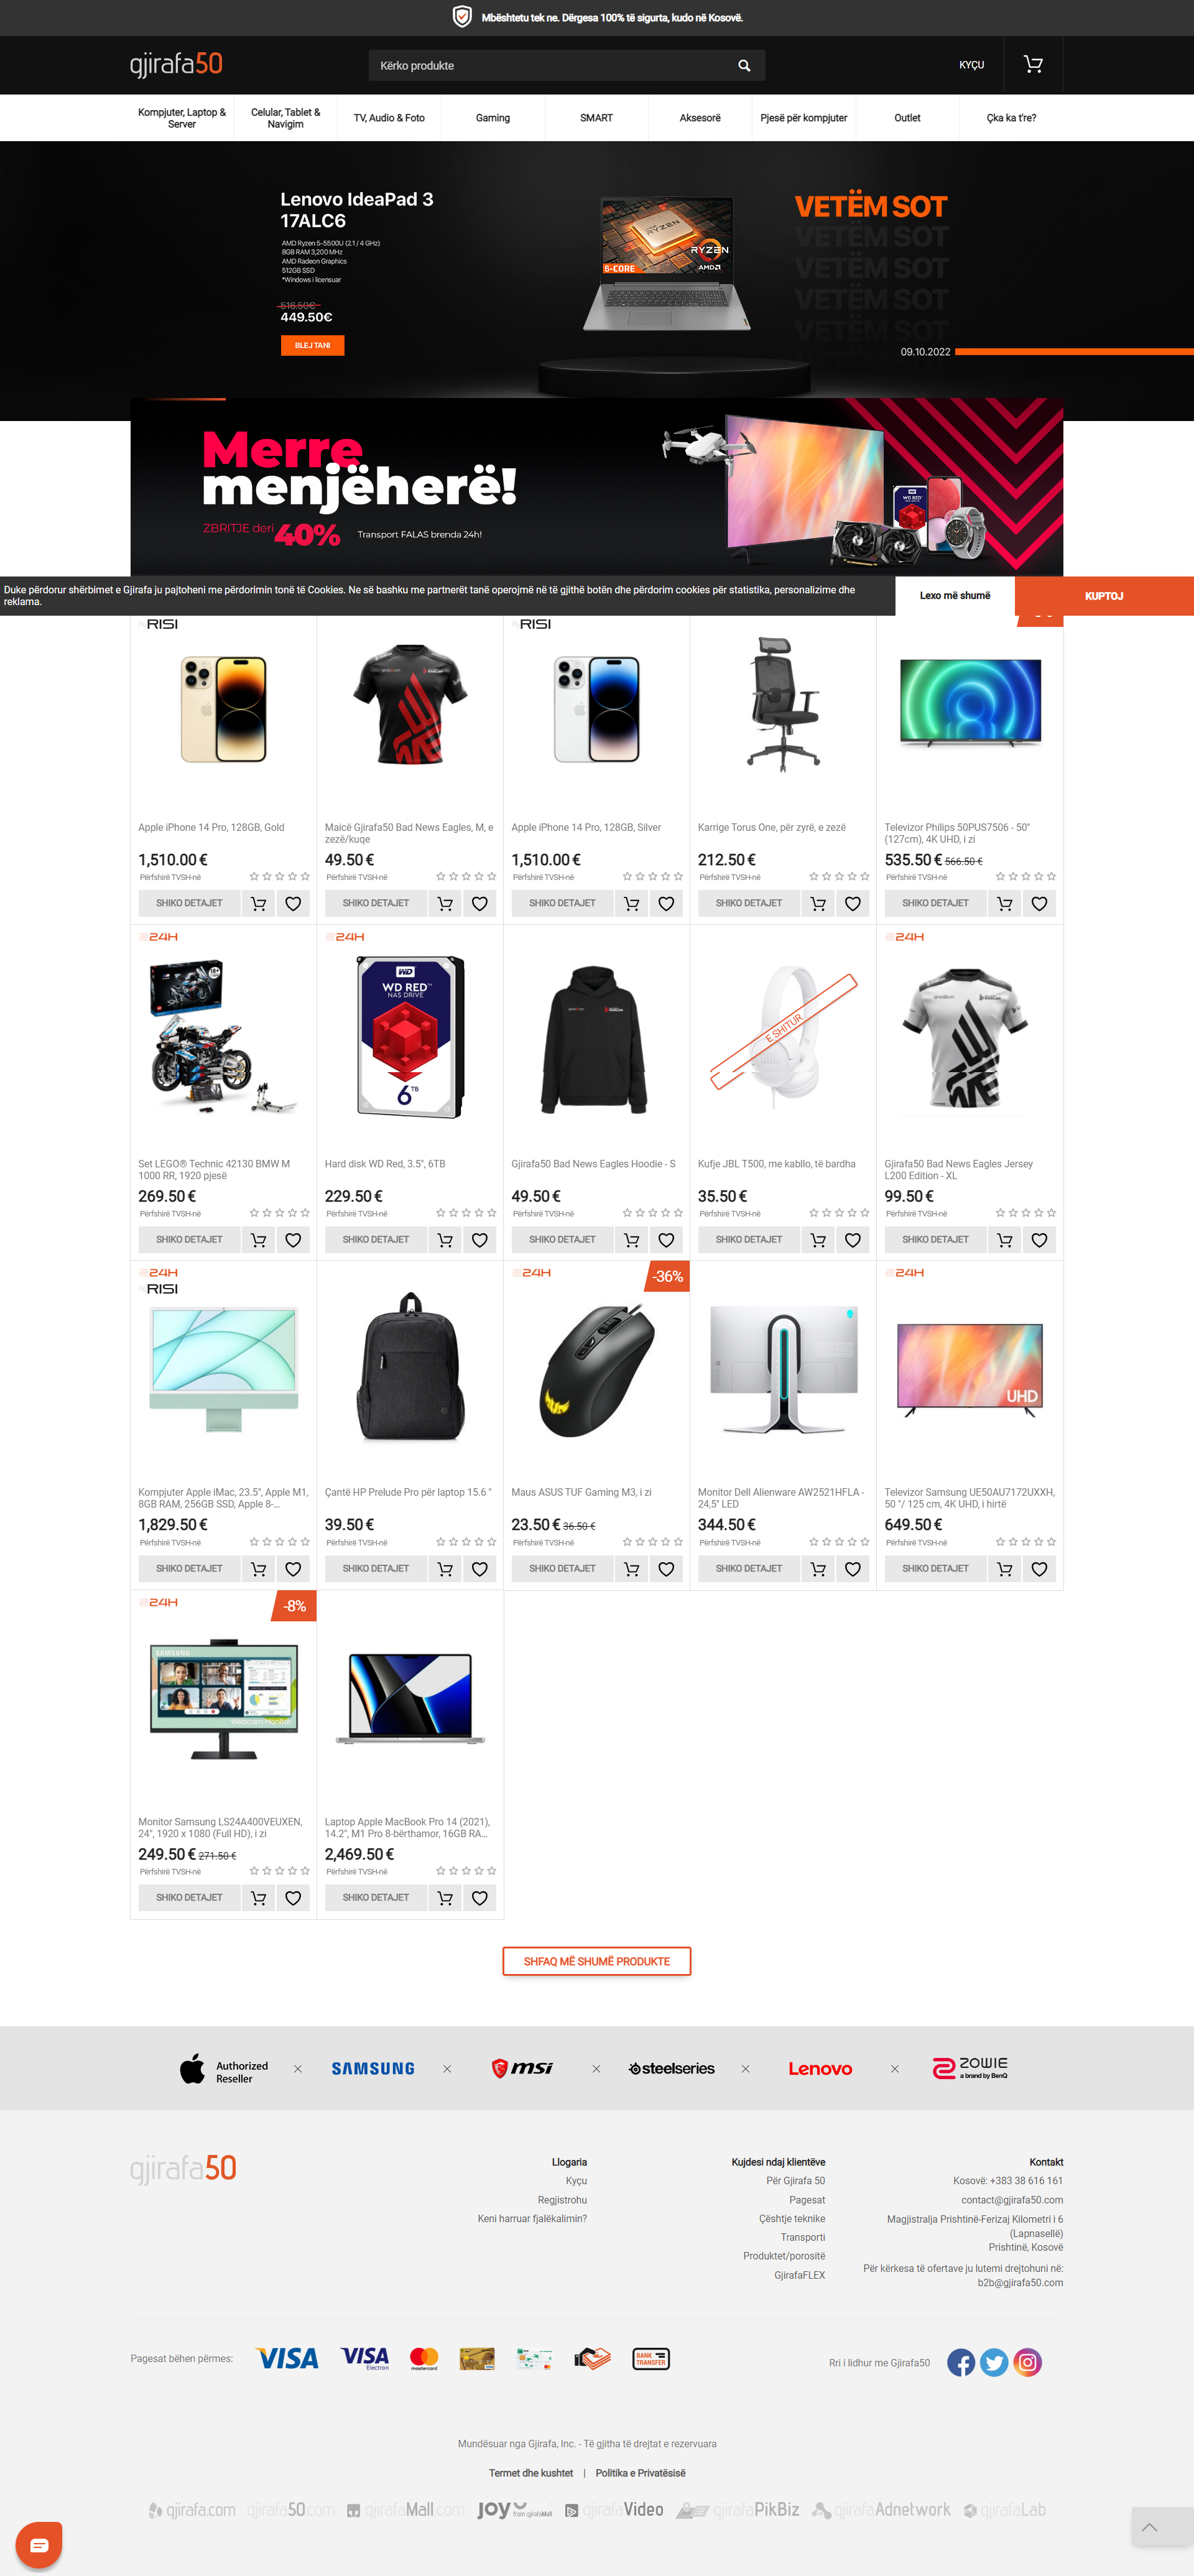 Mbështetu tek ne. Dërgesa 100% të sigurta, kudo në Kosovë.
gjirafa50
Kërko produkte
KYÇU
Kompjuter, Laptop &
Server
Celular, Tablet &
Navigim
TV, Audio & Foto
Gaming
SMART
Aksesorë
Pjesë për kompjuter
Outlet
Çka ka t're?
Lenovo IdeaPad 3
17ALC6
AMD Ryzen 5-5500U (2.1 / 4 GHz)
8GB RAM 3,200 MHz
AMD Radeon Graphics
512GB SSD
*Windows i licensuar
516.50€
449.50€
BLEJ TANI
RYZEN
AMD
6-CORE
VETËM SOT
VETËM SOT
VETËM SOT
VETËM SOT
VETËM SOT
09.10.2022
Merre
menjëherë!
ZBRITJE deri 40%
Transport FALAS brenda 24h!
WD RED
Duke përdorur shërbimet e Gjirafa ju pajtoheni me përdorimin tonë të Cookies. Ne së bashku me partnerët tanë operojmë në të gjithë botën dhe përdorim cookies për statistika, personalizime dhe
reklama.
Lexo më shumë
KUPTOJ
RISI
RISI
Apple iPhone 14 Pro, 128GB, Gold
1,510.00 €
Përfshirë TVSH-në
SHIKO DETAJET
Maicë Gjirafa50 Bad News Eagles, M, e
zezë/kuqe
49.50 €
Përfshirë TVSH-në
SHIKO DETAJET
Apple iPhone 14 Pro, 128GB, Silver
1,510.00 €
Përfshirë TVSH-në
SHIKO DETAJET
Karrige Torus One, për zyrë, e zezë
212.50 €
Përfshirë TVSH-në
SHIKO DETAJET
Televizor Philips 50PUS7506 - 50"
(127cm), 4K UHD, i zi
535.50 € 566.50 €
Përfshirë TVSH-në
SHIKO DETAJET
24H
Set LEGO® Technic 42130 BMW M
1000 RR, 1920 pjesë
269.50 €
Përfshirë TVSH-në
SHIKO DETAJET
24H
WD
WD RED™
NAS DRIVE
6 TB
Hard disk WD Red, 3.5", 6TB
229.50 €
Përfshirë TVSH-në
SHIKO DETAJET
Gjirafa50 Bad News Eagles Hoodie - S
49.50 €
Përfshirë TVSH-në
SHIKO DETAJET
E SHITUR
Kufje JBL T500, me kabllo, të bardha
35.50 €
Përfshirë TVSH-në
SHIKO DETAJET
24H
Gjirafa50 Bad News Eagles Jersey
L200 Edition - XL
99.50 €
Përfshirë TVSH-në
SHIKO DETAJET
24H
RISI
Kompjuter Apple iMac, 23.5", Apple M1,
8GB RAM, 256GB SSD, Apple 8-...
1,829.50 €
Përfshirë TVSH-në
SHIKO DETAJET
Çantë HP Prelude Pro për laptop 15.6 "
39.50 €
Përfshirë TVSH-në
SHIKO DETAJET
24H
-36%
Maus ASUS TUF Gaming M3, i zi
23.50 € 36.50 €
Përfshirë TVSH-në
SHIKO DETAJET
Monitor Dell Alienware AW2521HFLA -
24,5" LED
344.50 €
Përfshirë TVSH-në
SHIKO DETAJET
24H
UHD
Televizor Samsung UE50AU7172UXXH,
50 "/ 125 cm, 4K UHD, i hirtë
649.50 €
Përfshirë TVSH-në
SHIKO DETAJET
24H
-8%
SAMSUNG
Webcam Monitor
Monitor Samsung LS24A400VEUXEN,
24", 1920 x 1080 (Full HD), i zi
249.50 € 271.50 €
Përfshirë TVSH-në
SHIKO DETAJET
Laptop Apple MacBook Pro 14 (2021),
14.2", M1 Pro 8-bërthamor, 16GB RA...
2,469.50 €
Përfshirë TVSH-në
SHIKO DETAJET
SHFAQ MË SHUMË PRODUKTE
Authorized
Reseller
SAMSUNG
msi
steelseries
Lenovo
ZOWIE
a brand by BenQ
gjirafa50
Llogaria
Kyçu
Regjistrohu
Keni harruar fjalëkalimin?
Kujdesi ndaj klientëve
Për Gjirafa 50
Pagesat
Çështje teknike
Transporti
Produktet/porositë
GjirafaFLEX
Kontakt
Kosovë: +383 38 616 161
contact@gjirafa50.com
Magjistralja Prishtinë-Ferizaj Kilometri i 6
(Lapnasellë)
Prishtinë, Kosovë
Për kërkesa të ofertave ju lutemi drejtohuni në:
b2b@gjirafa50.com
Pagesat bëhen përmes:
VISA
VISA
Electron
mastercard
BANK
TRANSFER
Rri i lidhur me Gjirafa50
Mundësuar nga Gjirafa, Inc. - Të gjitha të drejtat e rezervuara
Termet dhe kushtet | Politika e Privatësisë
gjirafa.com
gjirafa50.com
gjirafaMall.com
JOY from gjirafaMall
gjirafaVideo
gjirafaPikBiz
gjirafaAdnetwork
gjirafaLab